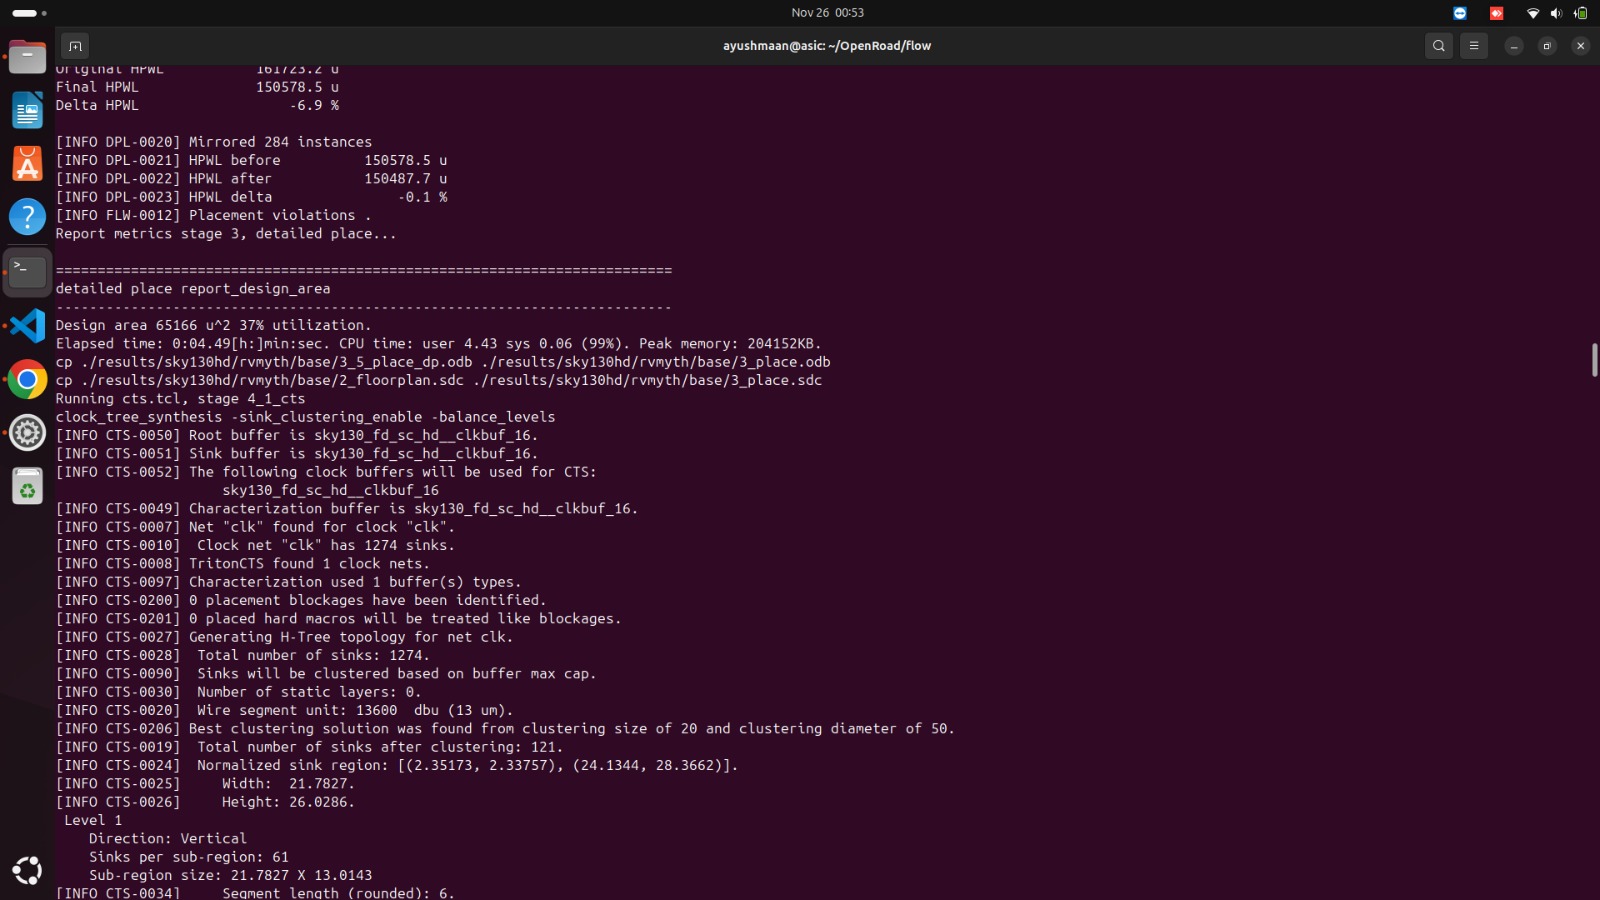 Nov 26 00:53
ayushmaan@asic: ~/OpenRoad/flow
Original HPWL 161723.2 u
Final HPWL 150578.5 u
Delta HPWL -6.9 %
[INFO DPL-0020] Mirrored 284 instances
[INFO DPL-0021] HPWL before 150578.5 u
[INFO DPL-0022] HPWL after 150487.7 u
[INFO DPL-0023] HPWL delta -0.1 %
[INFO FLW-0012] Placement violations .
Report metrics stage 3, detailed place...
==========================================================================
detailed place report_design_area
--------------------------------------------------------------------------
Design area 65166 u^2 37% utilization.
Elapsed time: 0:04.49[h:]min:sec. CPU time: user 4.43 sys 0.06 (99%). Peak memory: 204152KB.
cp ./results/sky130hd/rvmyth/base/3_5_place_dp.odb ./results/sky130hd/rvmyth/base/3_place.odb
cp ./results/sky130hd/rvmyth/base/2_floorplan.sdc ./results/sky130hd/rvmyth/base/3_place.sdc
Running cts.tcl, stage 4_1_cts
clock_tree_synthesis -sink_clustering_enable -balance_levels
[INFO CTS-0050] Root buffer is sky130_fd_sc_hd__clkbuf_16.
[INFO CTS-0051] Sink buffer is sky130_fd_sc_hd__clkbuf_16.
[INFO CTS-0052] The following clock buffers will be used for CTS:
sky130_fd_sc_hd__clkbuf_16
[INFO CTS-0049] Characterization buffer is sky130_fd_sc_hd__clkbuf_16.
[INFO CTS-0007] Net "clk" found for clock "clk".
[INFO CTS-0010]  Clock net "clk" has 1274 sinks.
[INFO CTS-0008] TritonCTS found 1 clock nets.
[INFO CTS-0097] Characterization used 1 buffer(s) types.
[INFO CTS-0200] 0 placement blockages have been identified.
[INFO CTS-0201] 0 placed hard macros will be treated like blockages.
[INFO CTS-0027] Generating H-Tree topology for net clk.
[INFO CTS-0028]  Total number of sinks: 1274.
[INFO CTS-0090]  Sinks will be clustered based on buffer max cap.
[INFO CTS-0030]  Number of static layers: 0.
[INFO CTS-0020]  Wire segment unit: 13600  dbu (13 um).
[INFO CTS-0206] Best clustering solution was found from clustering size of 20 and clustering diameter of 50.
[INFO CTS-0019]  Total number of sinks after clustering: 121.
[INFO CTS-0024]  Normalized sink region: [(2.35173, 2.33757), (24.1344, 28.3662)].
[INFO CTS-0025]     Width:  21.7827.
[INFO CTS-0026]     Height: 26.0286.
Level 1
Direction: Vertical
Sinks per sub-region: 61
Sub-region size: 21.7827 X 13.0143
[INFO CTS-0034]     Segment length (rounded): 6.